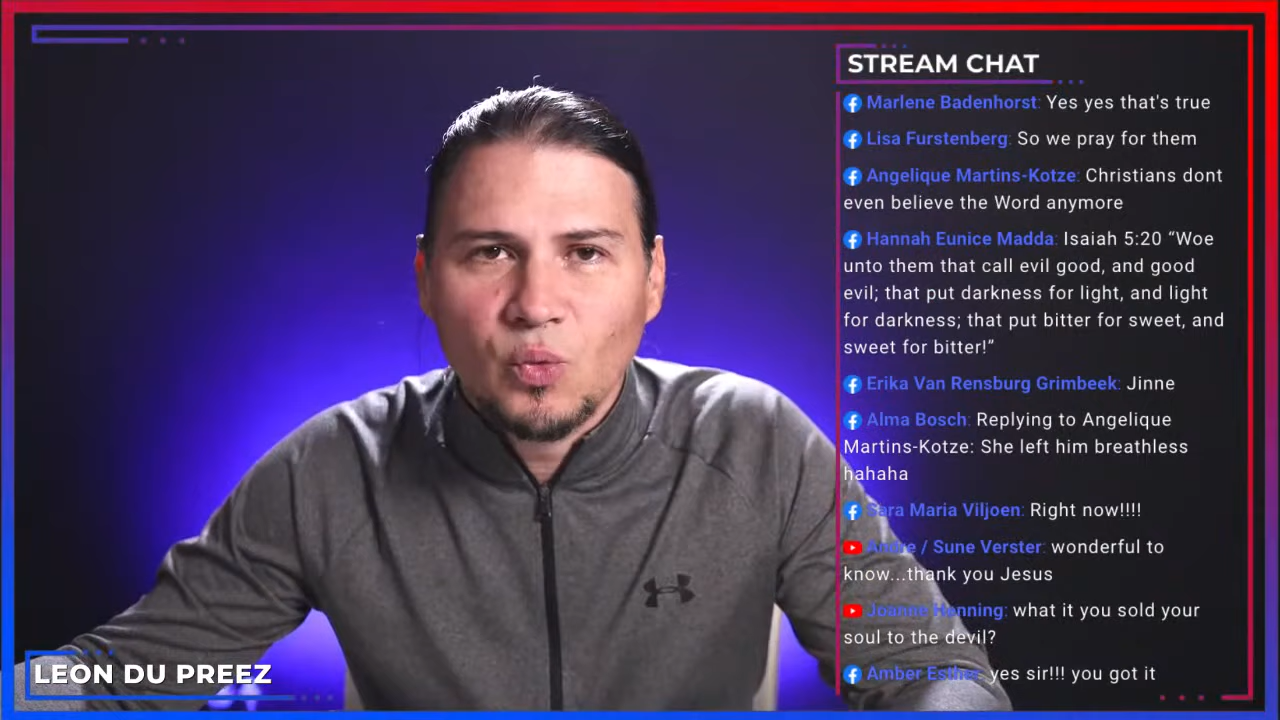 STREAM CHAT
Marlene Badenhorst: Yes yes that's true
Lisa Furstenberg: So we pray for them
Angelique Martins-Kotze: Christians dont
even believe the Word anymore
Hannah Eunice Madda: Isaiah 5:20 “Woe
unto them that call evil good, and good
evil; that put darkness for light, and light
for darkness; that put bitter for sweet, and
sweet for bitter!”
Erika Van Rensburg Grimbeek: Jinne
Alma Bosch: Replying to Angelique
Martins-Kotze: She left him breathless
hahaha
Sara Maria Viljoen: Right now!!!!
Andre / Sune Verster: wonderful to
know...thank you Jesus
Joanne Henning: what it you sold your
soul to the devil?
Amber Esther: yes sir!!! you got it
LEON DU PREEZ